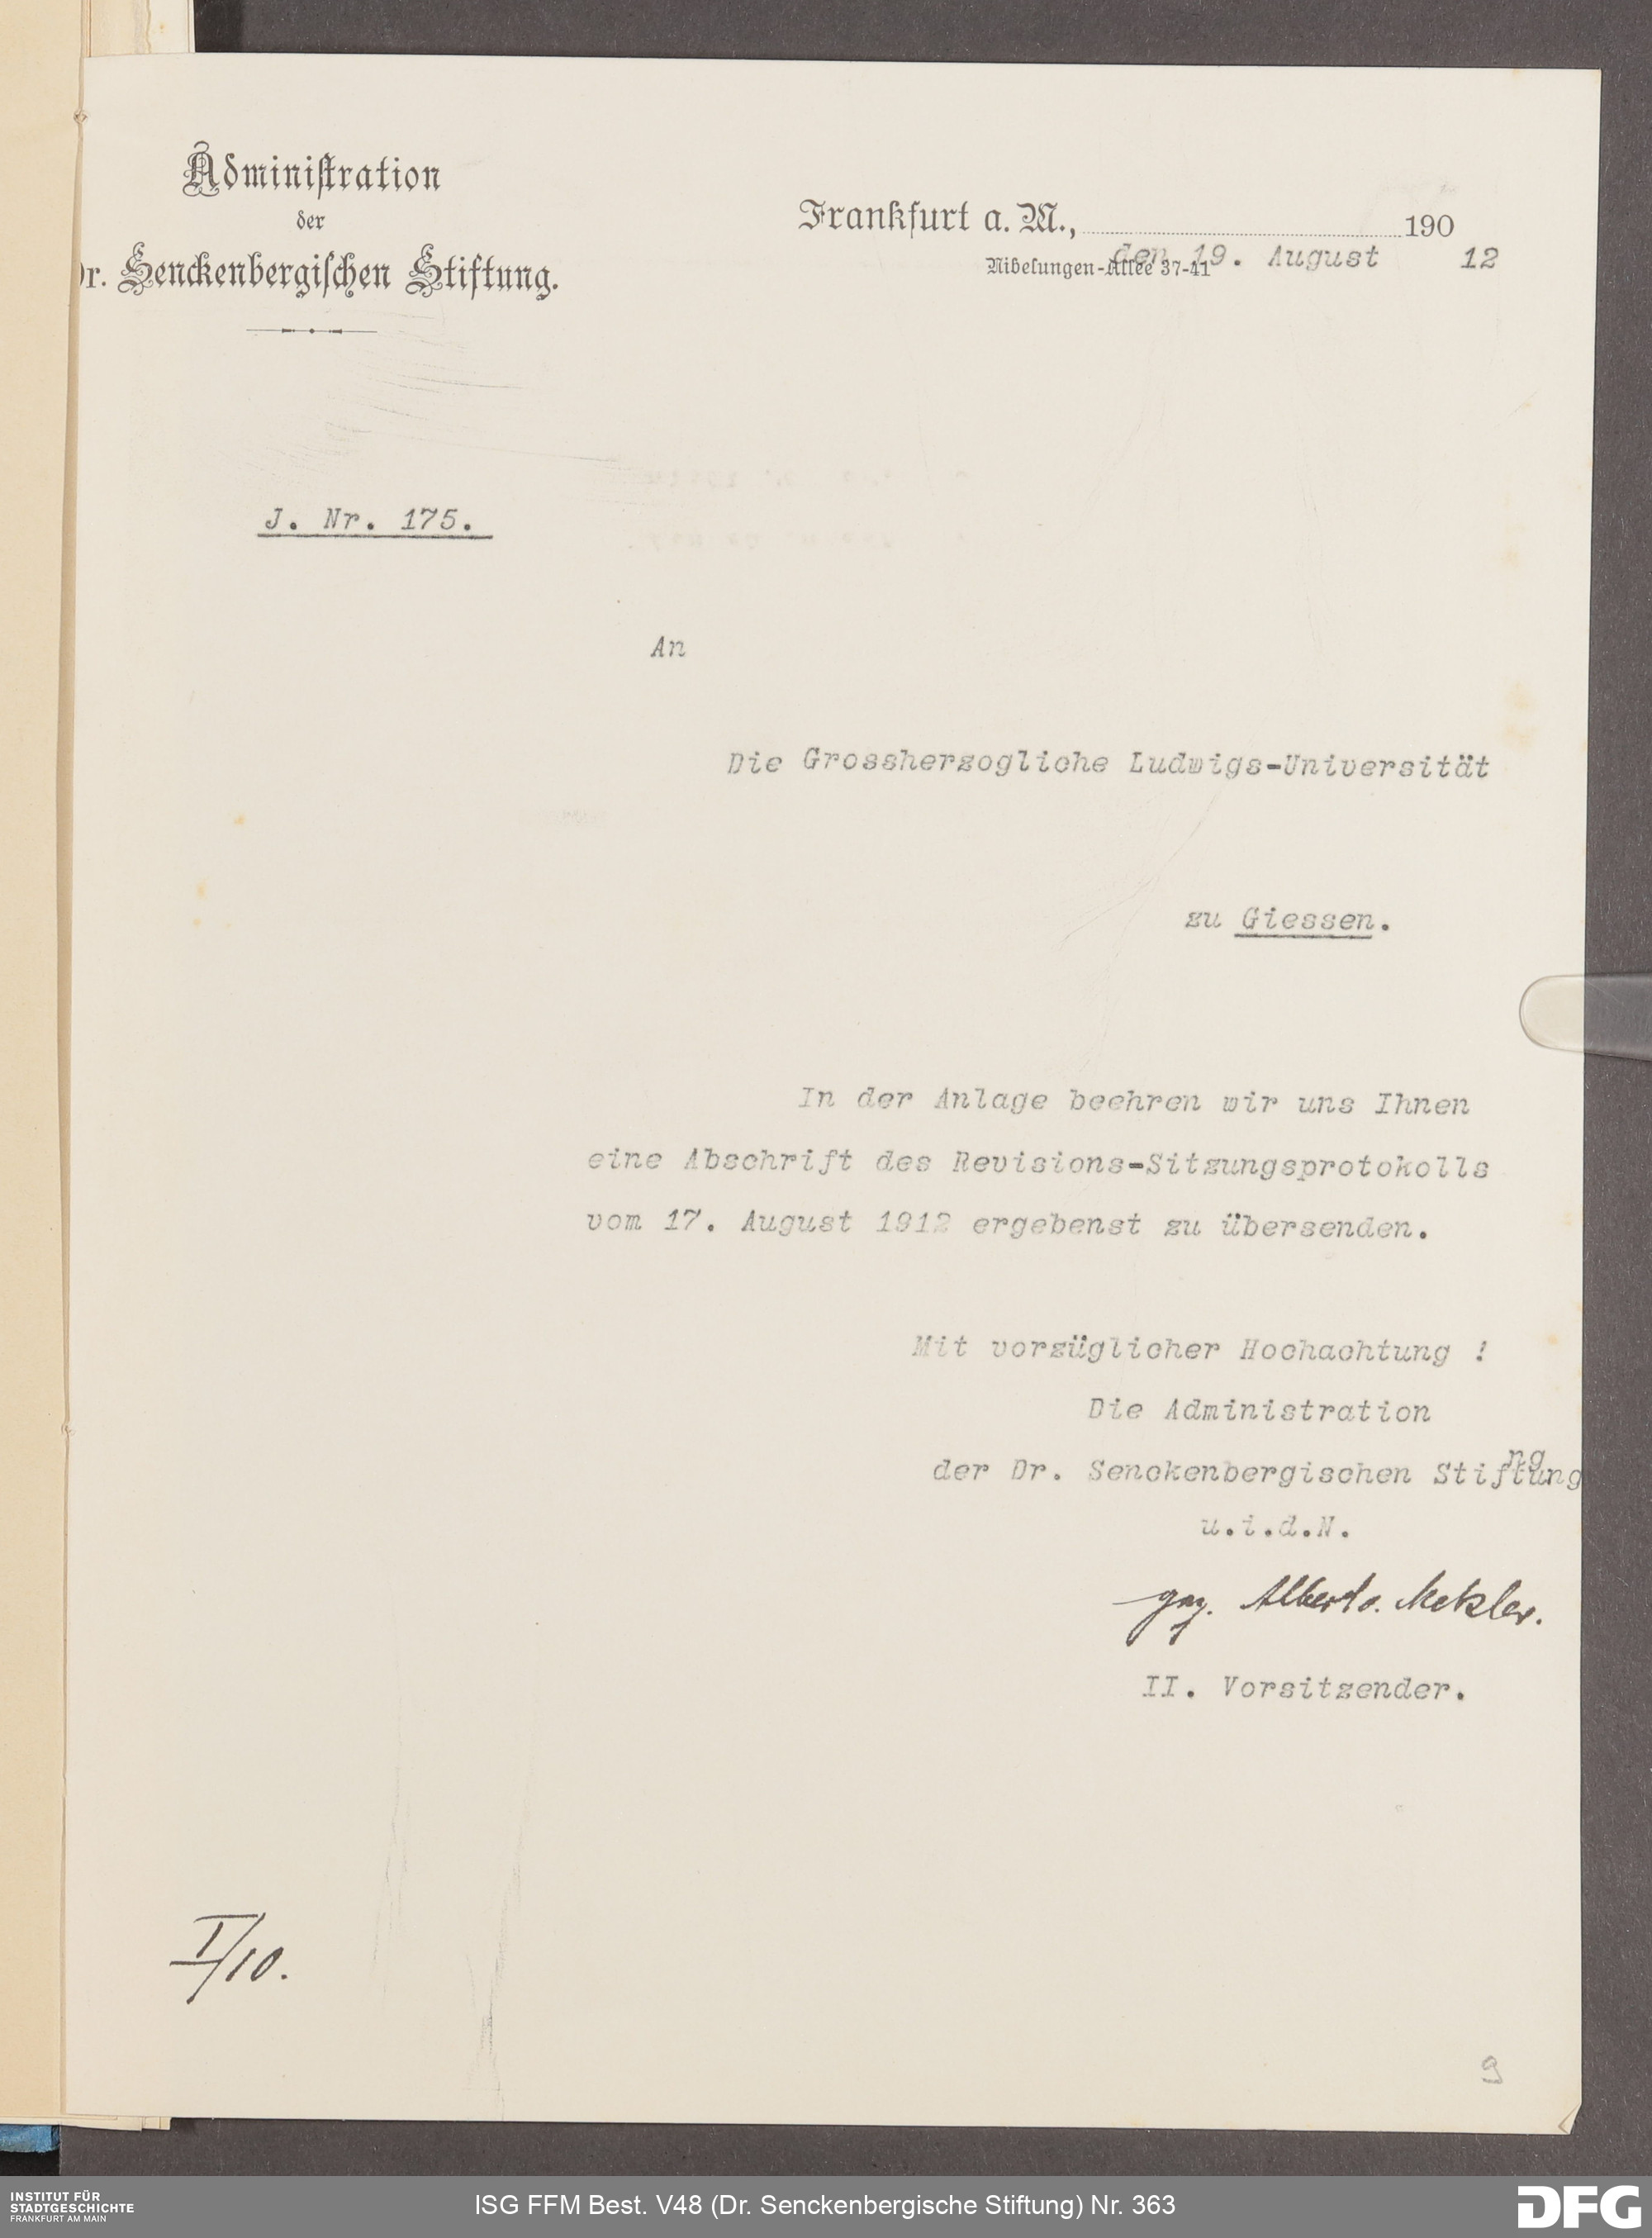 Administration
der
Dr. Senckenbergischen Stiftung.
Frankfurt a. M., 190
den 19. August 12
Nibelungen-Allee 37-41
J. Nr. 175.
An
Die Grossherzogliche Ludwigs-Universität
zu Giessen.
In der Anlage beehren wir uns Ihnen
eine Abschrift des Revisions-Sitzungsprotokolls
vom 17. August 1912 ergebenst zu übersenden.
Mit vorzüglicher Hochachtung !
Die Administration
der Dr. Senckenbergischen Stiftung
ng
u.i.d.N.
gez. Albert v. Metzler.
II. Vorsitzender.
I/10.
9
INSTITUT FÜR
STADTGESCHICHTE
FRANKFURT AM MAIN
ISG FFM Best. V48 (Dr. Senckenbergische Stiftung) Nr. 363
DFG